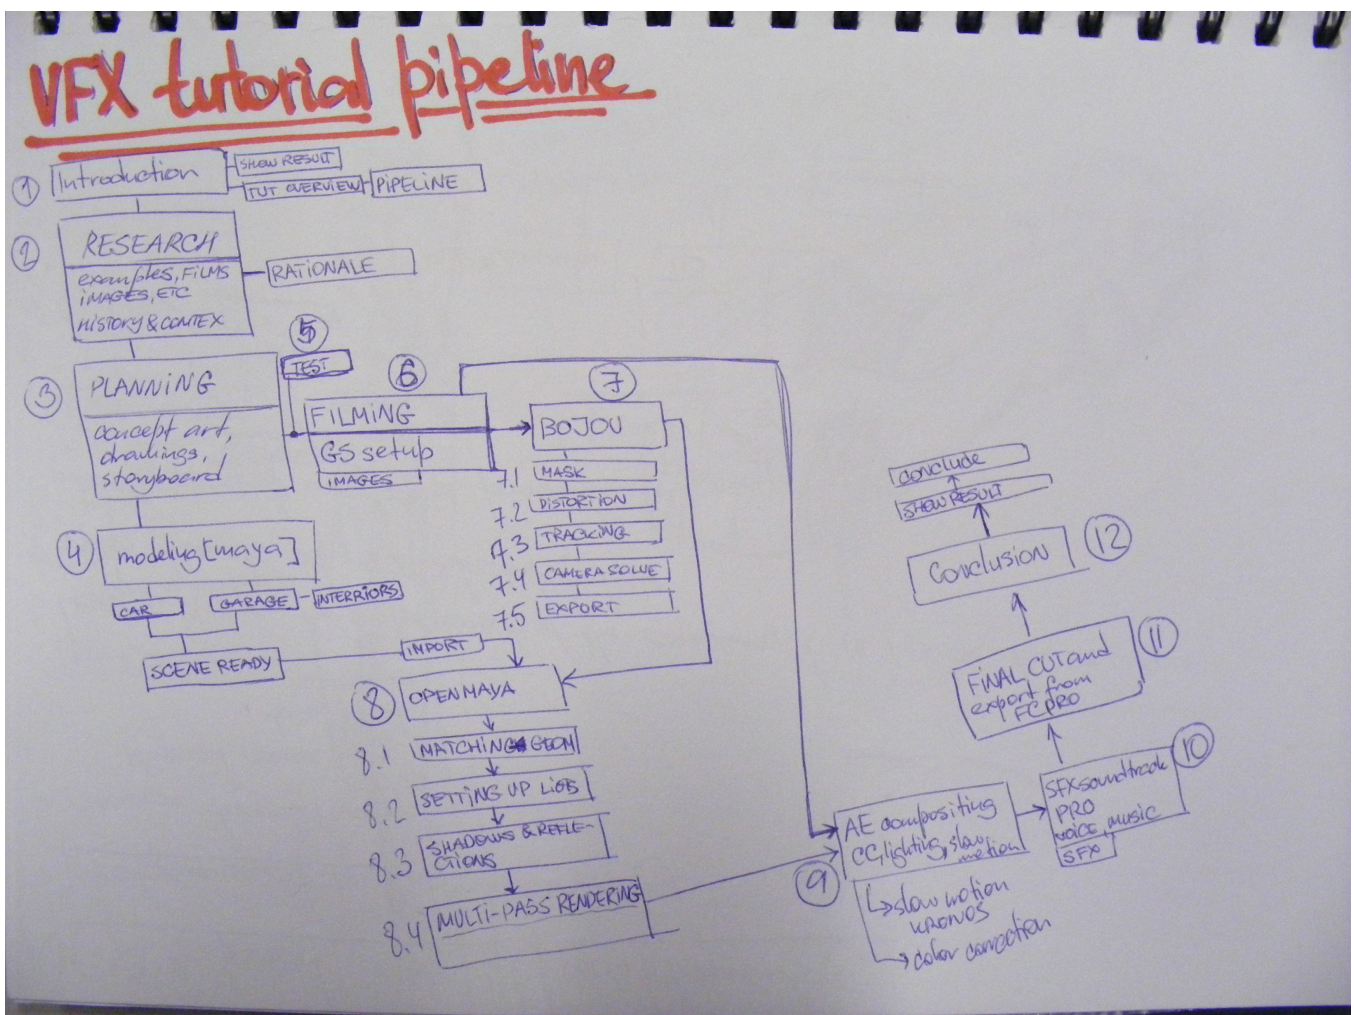 VFX tutorial pipeline
1
Introduction
SHOW RESULT
TUT OVERVIEW
PIPELINE
2
RESEARCH
examples, FILMS
IMAGES, ETC
HISTORY & CONTEX
RATIONALE
3
PLANNING
concept art,
drawings,
storyboard
5
TEST
6
FILMING
GS setup
IMAGES
7
BOJOU
7.1 MASK
7.2 DISTORTION
7.3 TRACKING
7.4 CAMERA SOLVE
7.5 EXPORT
4
modeling [maya]
CAR
GARAGE
INTERRIORS
SCENE READY
IMPORT
8
OPEN MAYA
8.1 MATCHING GEOM
8.2 SETTING UP
8.3 SHADOWS & REFLE-
CTIONS
8.4 MULTI-PASS RENDERING
9
AE compositing
CC, lighting, slow
motion
slow motion
KRONOS
color correction
10
SFX soundtrack
PRO
voice, music
SFX
11
FINAL CUT and
export from
FCPRO
12
Conclusion
SHOW RESULT
conclude